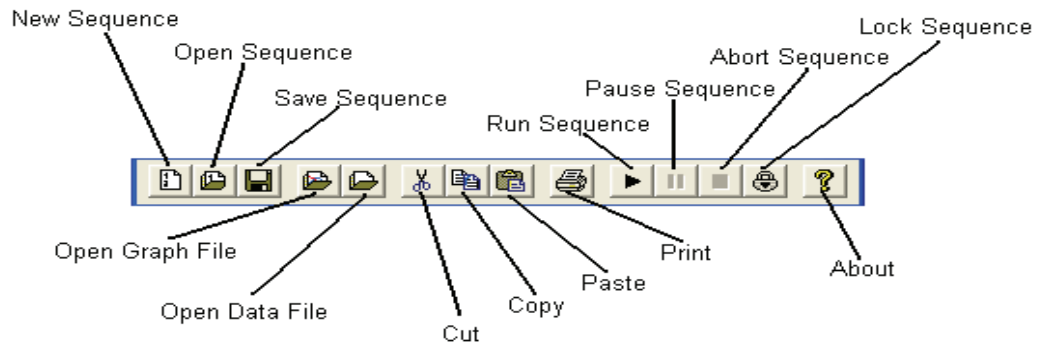 New Sequence
Lock Sequence
Open Sequence
Abort Sequence
Pause Sequence
Save Sequence
Run Sequence
Open Graph File
Print
About
Paste
Open Data File
Copy
Cut